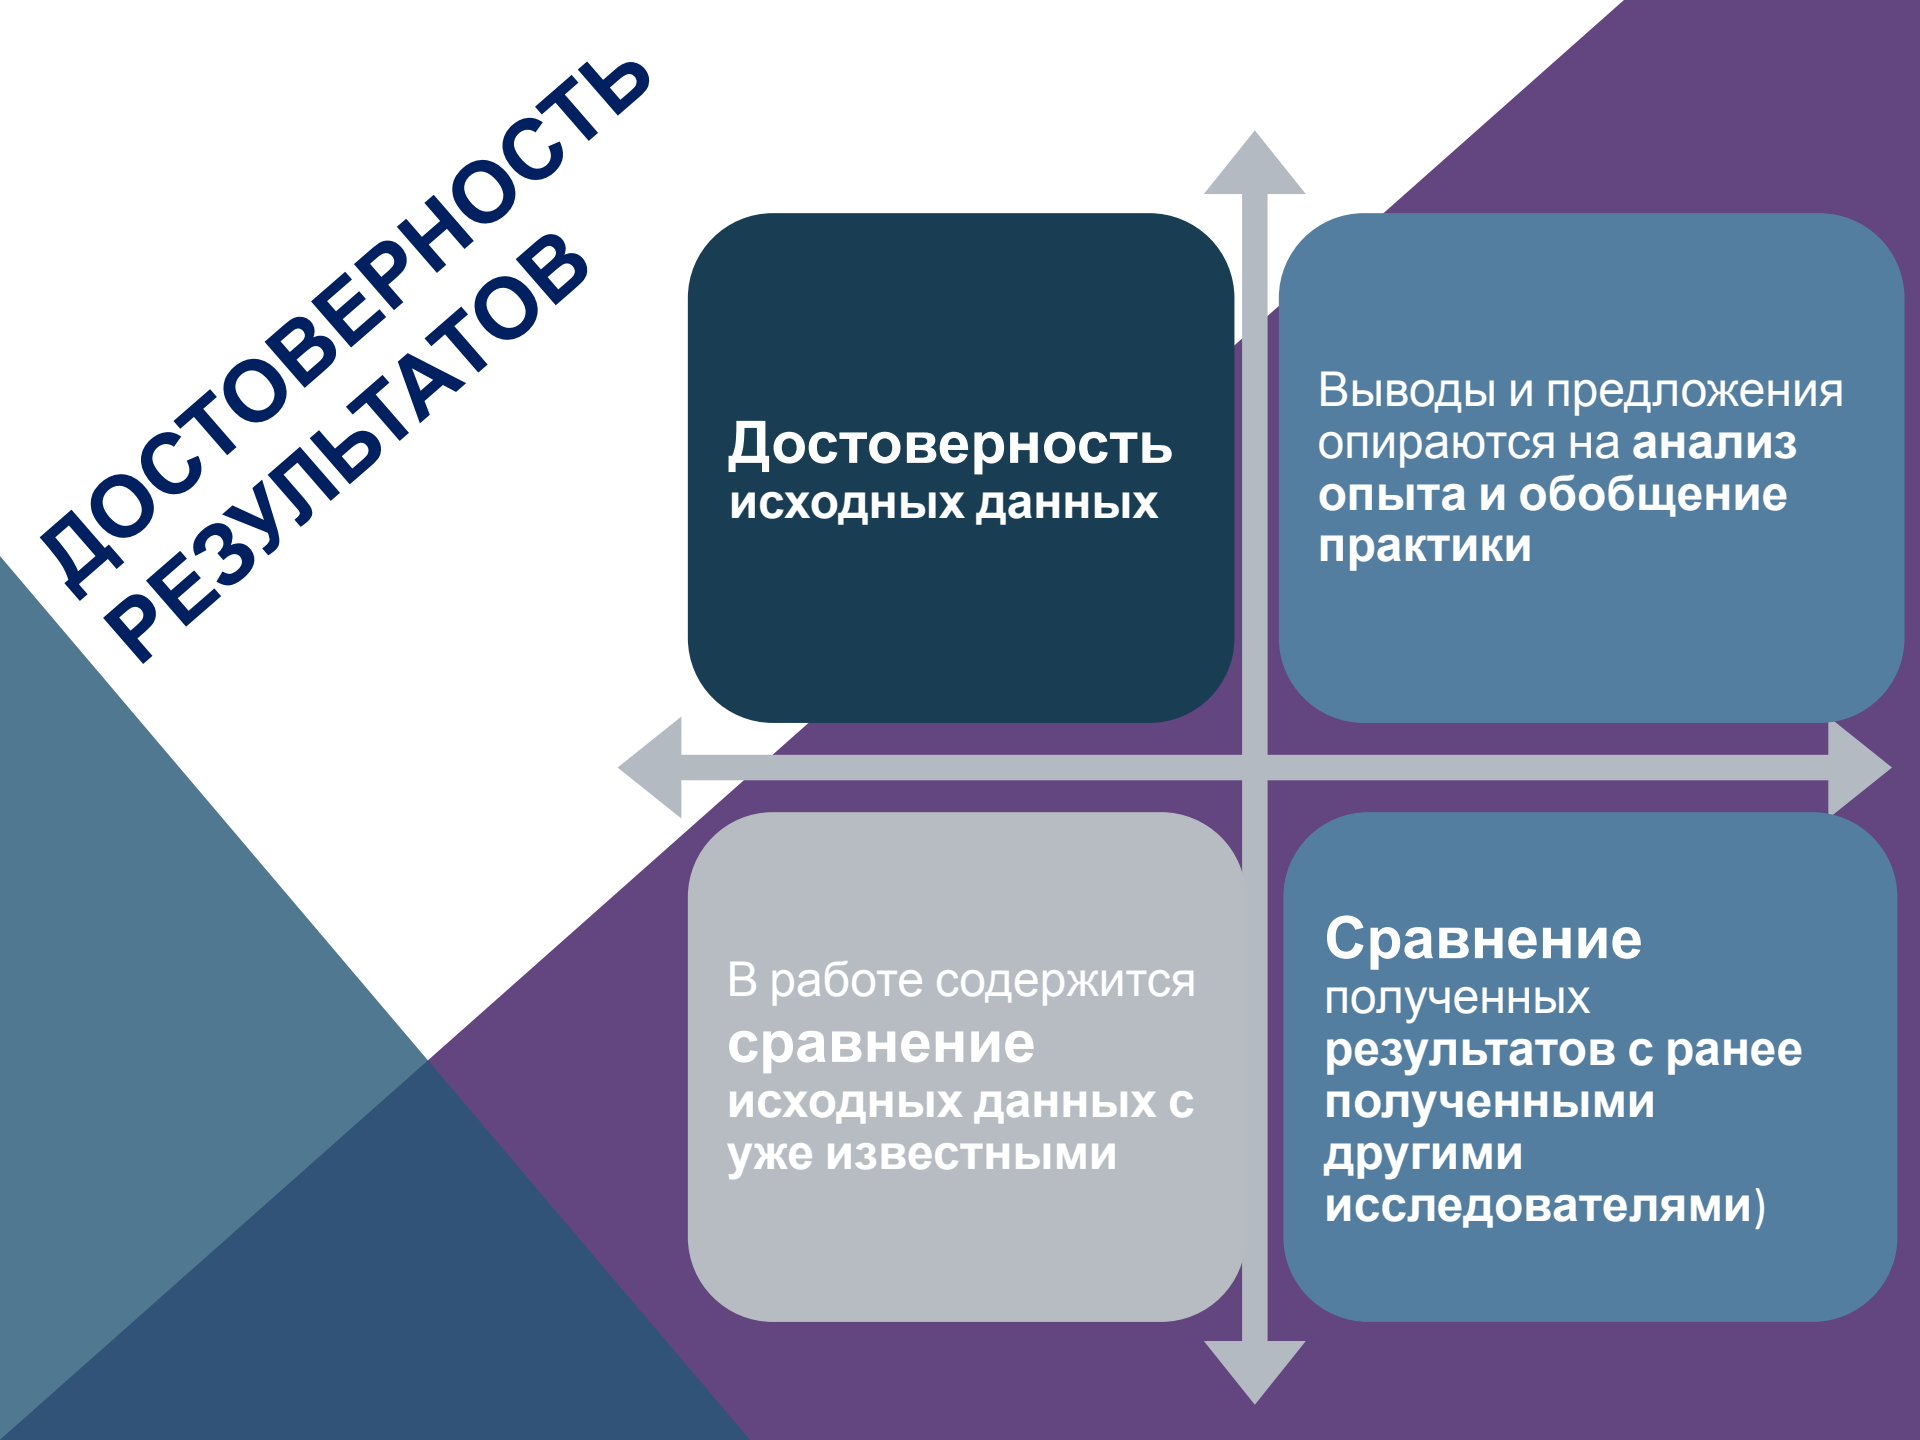 ДОСТОВЕРНОСТЬ
РЕЗУЛЬТАТОВ
Достоверность
исходных данных
Выводы и предложения
опираются на анализ
опыта и обобщение
практики
В работе содержится
сравнение
исходных данных с
уже известными
Сравнение
полученных
результатов с ранее
полученными
другими
исследователями)